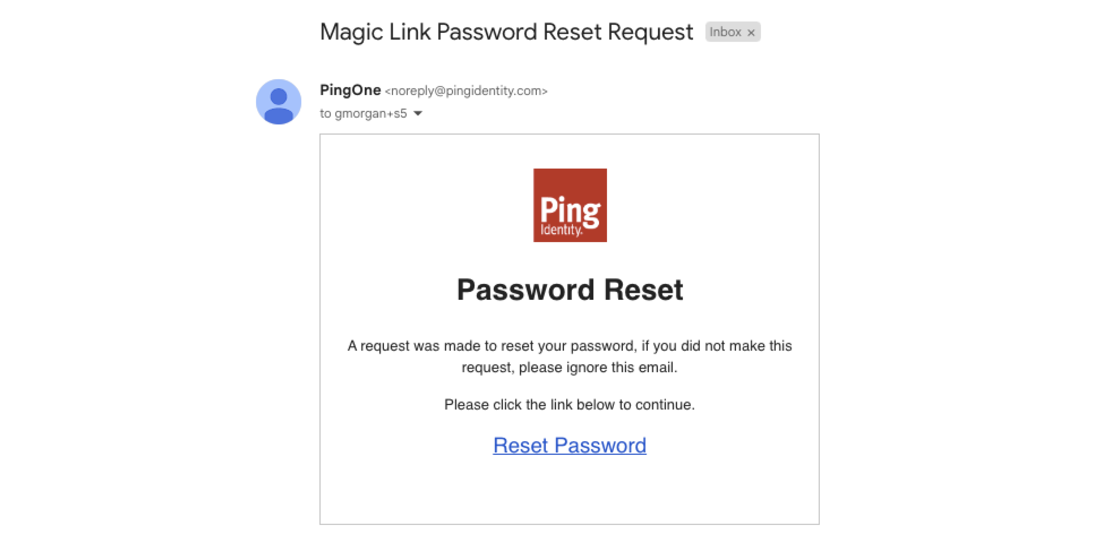 Magic Link Password Reset Request Inbox ×
PingOne <noreply@pingidentity.com>
to gmorgan+s5
Ping
Identity.
Password Reset
A request was made to reset your password, if you did not make this
request, please ignore this email.
Please click the link below to continue.
Reset Password